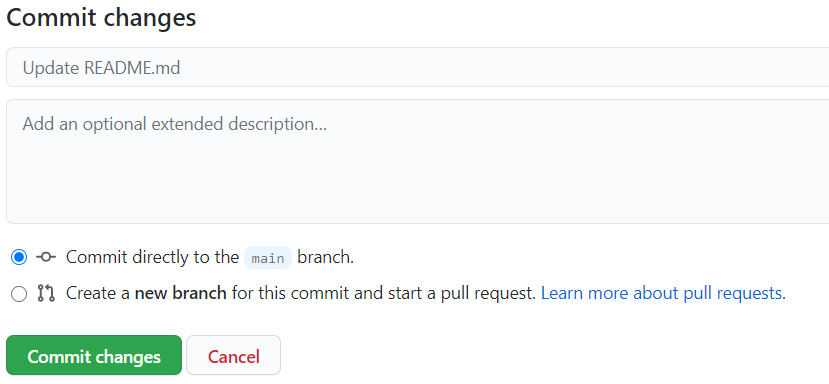 Commit changes
Update README.md
Add an optional extended description...
Commit directly to the main branch.
Create a new branch for this commit and start a pull request. Learn more about pull requests.
Commit changes Cancel